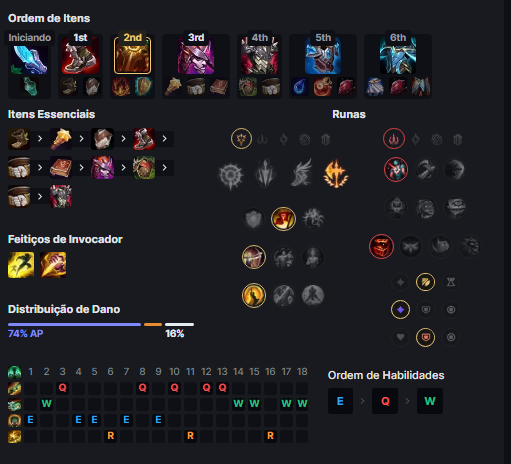 Ordem de Itens
Iniciando 1st 2nd 3rd 4th 5th 6th
Itens Essenciais
Runas
Feitiços de Invocador
Distribuição de Dano
74% AP 16%
1 2 3 4 5 6 7 8 9 10 11 12 13 14 15 16 17 18
Q Q Q Q Q
W W W W W
E E E E E
R R R
Ordem de Habilidades
E > Q > W